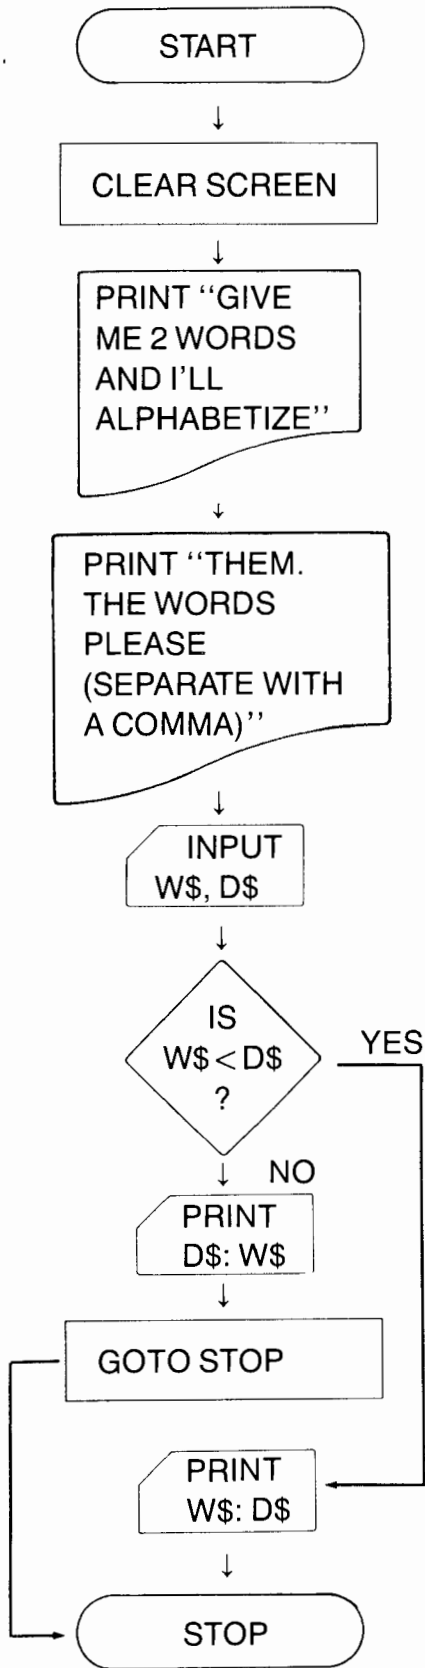 START
CLEAR SCREEN
PRINT ‘‘GIVE
ME 2 WORDS
AND I’LL
ALPHABETIZE’’
PRINT ‘‘THEM.
THE WORDS
PLEASE
(SEPARATE WITH
A COMMA)’’
INPUT
W$, D$
IS
W$<D$
?
YES
NO
PRINT
D$: W$
GOTO STOP
PRINT
W$: D$
STOP